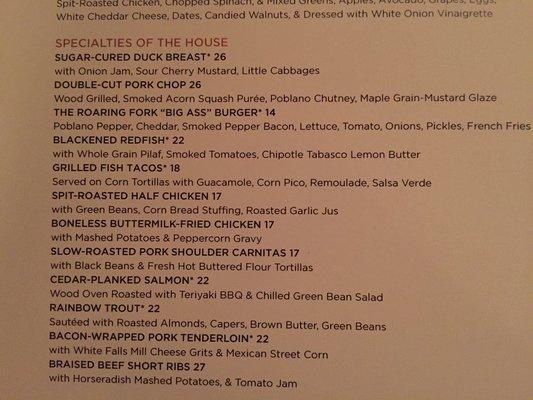 Spit-Roasted Chicken, Chopped Spinach, & Mixed Greens, Apples, Avocado, Grapes, Eggs,
White Cheddar Cheese, Dates, Candied Walnuts, & Dressed with White Onion Vinaigrette
SPECIALTIES OF THE HOUSE
SUGAR-CURED DUCK BREAST* 26
with Onion Jam, Sour Cherry Mustard, Little Cabbages
DOUBLE-CUT PORK CHOP 26
Wood Grilled, Smoked Acorn Squash Purée, Poblano Chutney, Maple Grain-Mustard Glaze
THE ROARING FORK “BIG ASS” BURGER* 14
Poblano Pepper, Cheddar, Smoked Pepper Bacon, Lettuce, Tomato, Onions, Pickles, French Fries
BLACKENED REDFISH* 22
with Whole Grain Pilaf, Smoked Tomatoes, Chipotle Tabasco Lemon Butter
GRILLED FISH TACOS* 18
Served on Corn Tortillas with Guacamole, Corn Pico, Remoulade, Salsa Verde
SPIT-ROASTED HALF CHICKEN 17
with Green Beans, Corn Bread Stuffing, Roasted Garlic Jus
BONELESS BUTTERMILK-FRIED CHICKEN 17
with Mashed Potatoes & Peppercorn Gravy
SLOW-ROASTED PORK SHOULDER CARNITAS 17
with Black Beans & Fresh Hot Buttered Flour Tortillas
CEDAR-PLANKED SALMON* 22
Wood Oven Roasted with Teriyaki BBQ & Chilled Green Bean Salad
RAINBOW TROUT* 22
Sautéed with Roasted Almonds, Capers, Brown Butter, Green Beans
BACON-WRAPPED PORK TENDERLOIN* 22
with White Falls Mill Cheese Grits & Mexican Street Corn
BRAISED BEEF SHORT RIBS 27
with Horseradish Mashed Potatoes, & Tomato Jam